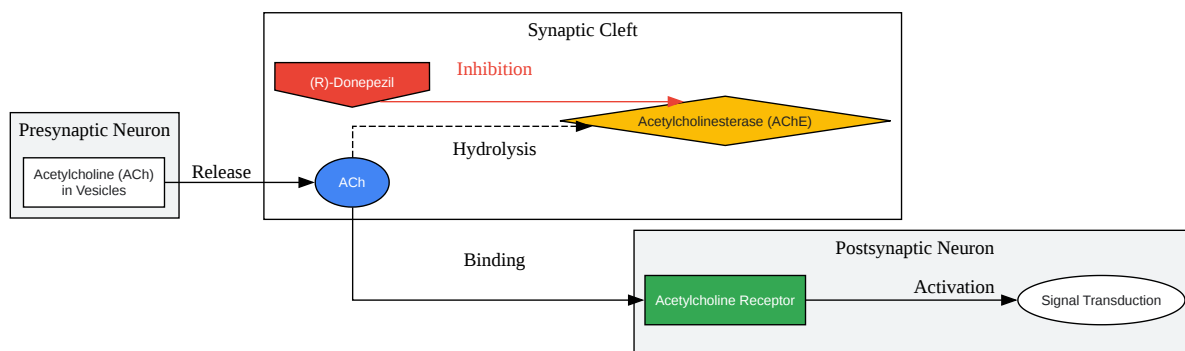 Synaptic Cleft
(R)-Donepezil
Inhibition
Acetylcholinesterase (AChE)
Presynaptic Neuron
Hydrolysis
Acetylcholine (ACh)
in Vesicles
Release
ACh
Postsynaptic Neuron
Binding
Acetylcholine Receptor
Activation
Signal Transduction